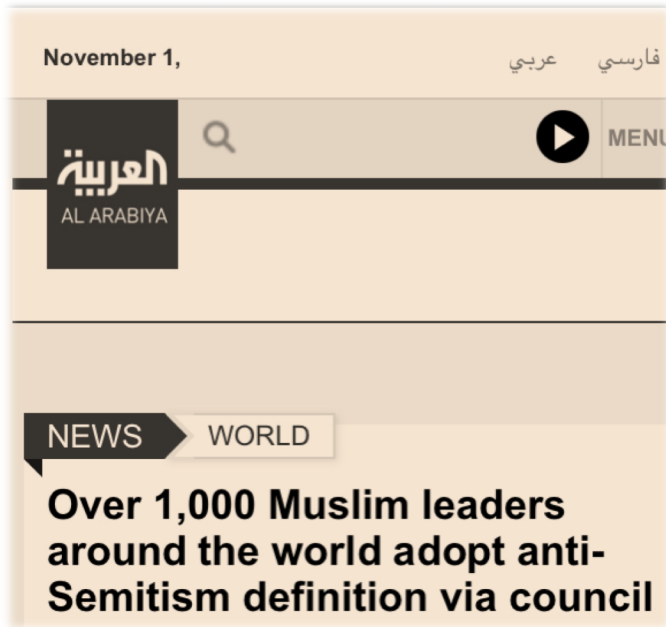 November 1,
عربي فارسي
MENU
العربية
AL ARABIYA
NEWS WORLD
Over 1,000 Muslim leaders
around the world adopt anti-
Semitism definition via council